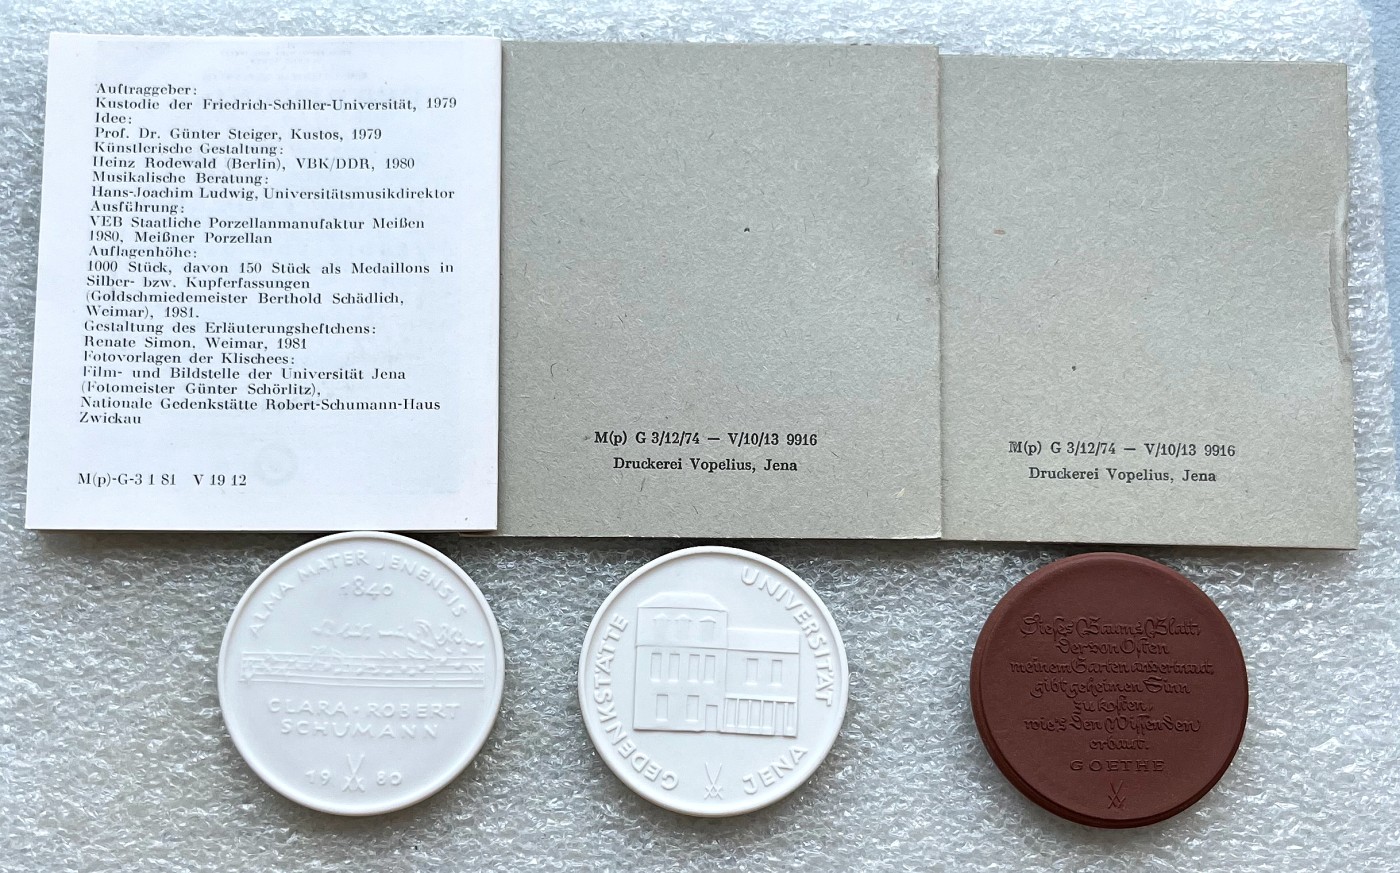 Auftraggeber:
Kustodie der Friedrich-Schiller-Universität, 1979
Idee:
Prof. Dr. Günter Steiger, Kustos, 1979
Künstlerische Gestaltung:
Heinz Rodewald (Berlin), VBK/DDR, 1980
Musikalische Beratung:
Hans-Joachim Ludwig, Universitätsmusikdirektor
Ausführung:
VEB Staatliche Porzellanmanufaktur Meißen
1980, Meißner Porzellan
Auflagenhöhe:
1000 Stück, davon 150 Stück als Medaillons in
Silber- bzw. Kupferfassungen
(Goldschmiedemeister Berthold Schädlich,
Weimar), 1981.
Gestaltung des Erläuterungsheftchens:
Renate Simon, Weimar, 1981
Fotovorlagen der Klischees:
Film- und Bildstelle der Universität Jena
(Fotomeister Günter Schörlitz),
Nationale Gedenkstätte Robert-Schumann-Haus
Zwickau
M(p)-G-3 1 81 V 19 12
M(p) G 3/12/74 — V/10/13 9916
Druckerei Vopelius, Jena
M(p) G 3/12/74 — V/10/13 9916
Druckerei Vopelius, Jena
ALMA MATER JENENSIS
1840
CLARA+ROBERT
SCHUMANN
1980
GEDENKSTÄTTE UNIVERSITÄT
JENA
Dieses Baums Blatt,
der von Osten
meinem Garten anvertraut,
gibt geheimen Sinn
zu kosten,
wie's den Wissenden
erbaut.
GOETHE